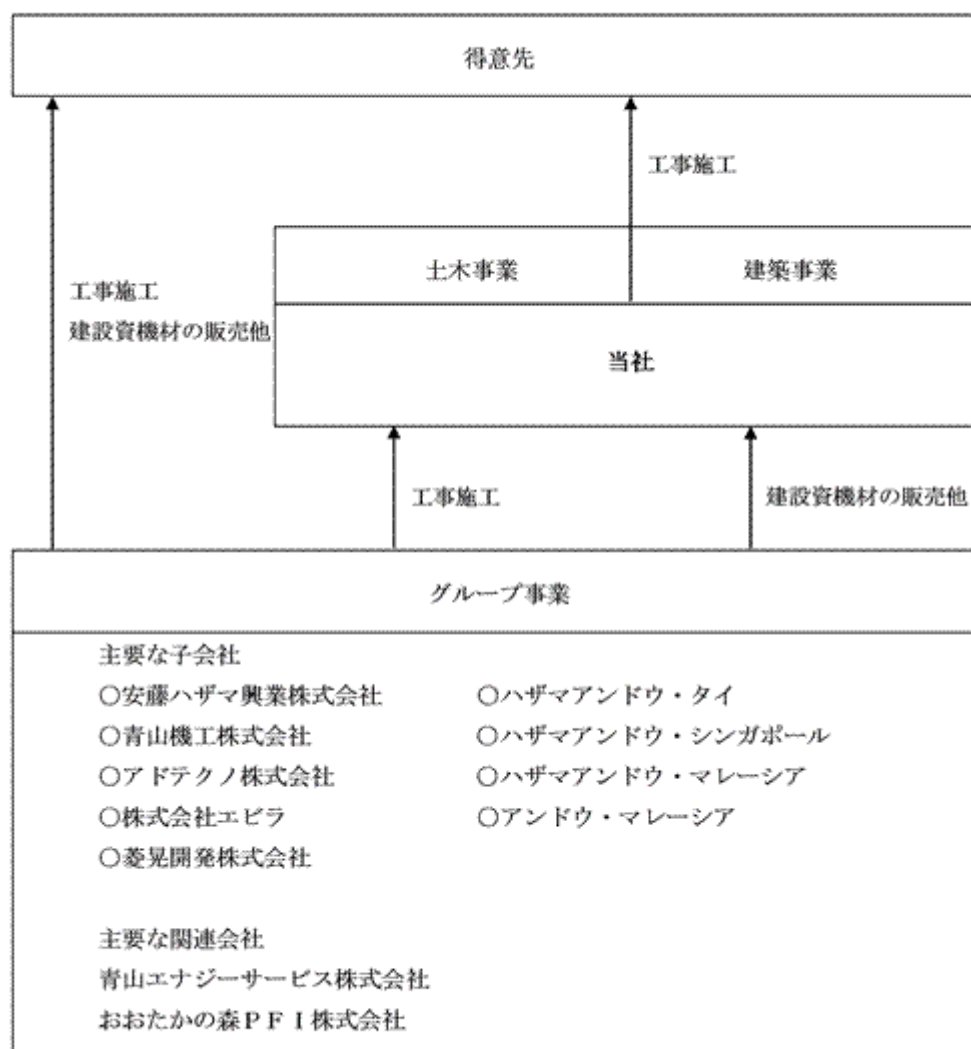 得意先
工事施工
土木事業
建築事業
工事施工
建設資機材の販売他
当社
工事施工
建設資機材の販売他
グループ事業
主要な子会社
○安藤ハザマ興業株式会社
○ハザマアンドウ・タイ
○青山機工株式会社
○ハザマアンドウ・シンガポール
○アドテクノ株式会社
○ハザマアンドウ・マレーシア
○株式会社エビラ
○アンドウ・マレーシア
○菱晃開発株式会社
主要な関連会社
青山エナジーサービス株式会社
おおたかの森ＰＦＩ株式会社